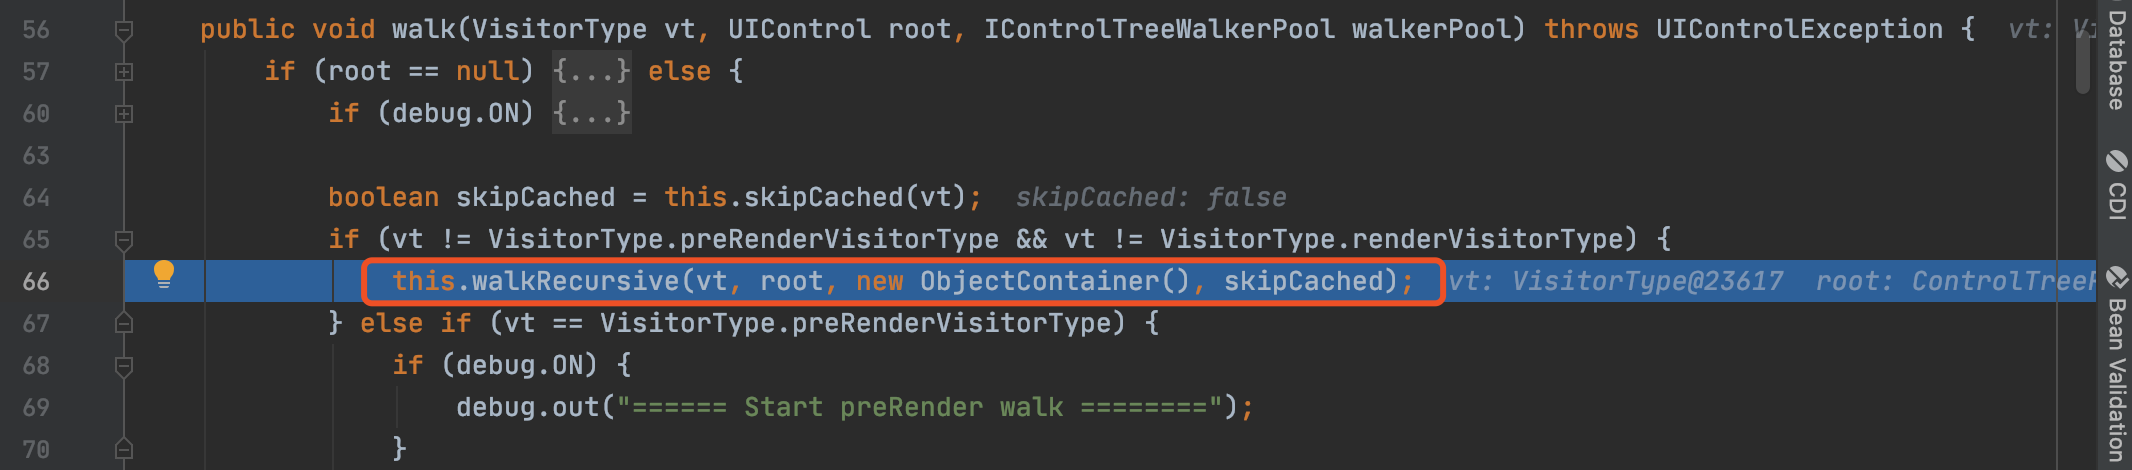 56 public void walk(VisitorType vt, UIControl root, IControlTreeWalkerPool walkerPool) throws UIControlException { vt: Vi
57 if (root == null) {...} else {
60 if (debug.ON) {...}
63
64 boolean skipCached = this.skipCached(vt); skipCached: false
65 if (vt != VisitorType.preRenderVisitorType && vt != VisitorType.renderVisitorType) {
66 this.walkRecursive(vt, root, new ObjectContainer(), skipCached); vt: VisitorType@23617 root: ControlTree
67 } else if (vt == VisitorType.preRenderVisitorType) {
68 if (debug.ON) {
69 debug.out("====== Start preRender walk ========");
70 }
Database
CDI
Bean Validation